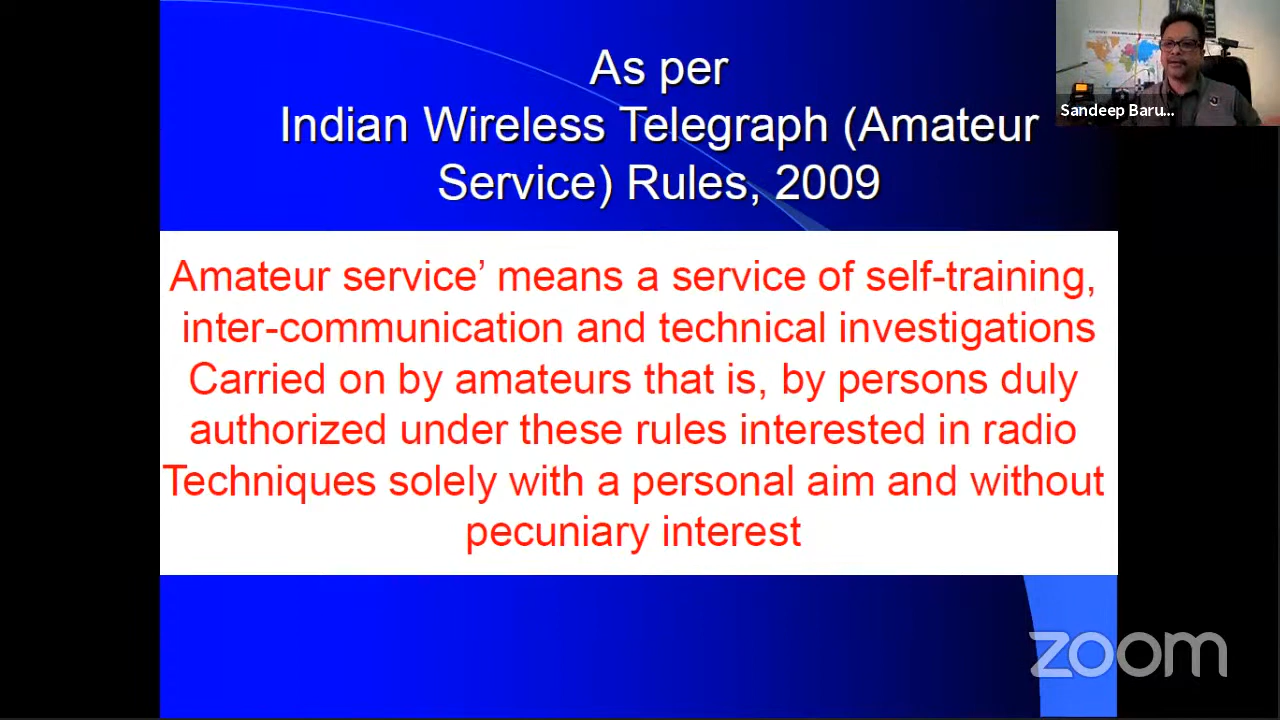 As per
Indian Wireless Telegraph (Amateur
Service) Rules, 2009
Sandeep Baru...
Amateur service’ means a service of self-training,
inter-communication and technical investigations
Carried on by amateurs that is, by persons duly
authorized under these rules interested in radio
Techniques solely with a personal aim and without
pecuniary interest
zoom